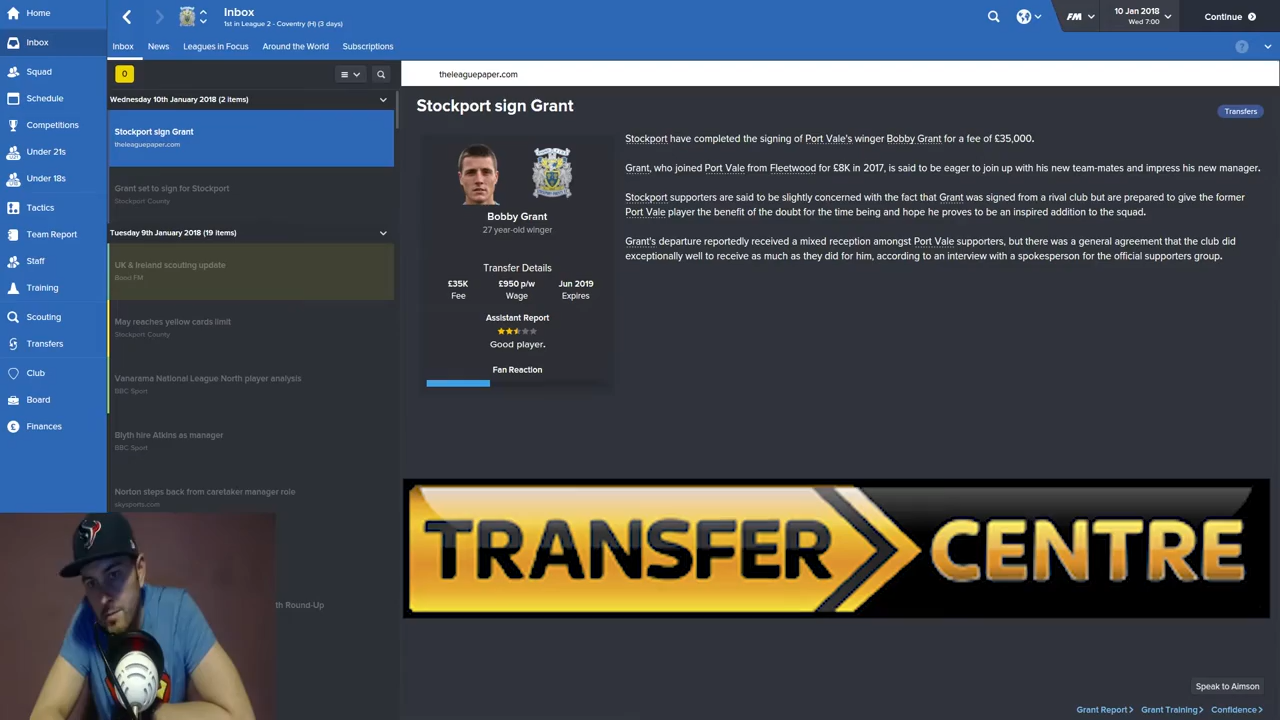 Home
Inbox
Squad
Schedule
Competitions
Under 21s
Under 18s
Tactics
Team Report
Staff
Training
Scouting
Transfers
Club
Board
Finances
Inbox
1st in League 2 - Coventry (H) (3 days)
FM
10 Jan 2018
Wed 7:00
Continue
Inbox
News
Leagues in Focus
Around the World
Subscriptions
0
Wednesday 10th January 2018 (2 items)
Stockport sign Grant
theleaguepaper.com
Grant set to sign for Stockport
Stockport County
Tuesday 9th January 2018 (19 items)
UK & Ireland scouting update
May reaches yellow cards limit
Stockport County
Vanarama National League North player analysis
BBC Sport
Blyth hire Atkins as manager
BBC Sport
Norton steps back from caretaker manager role
skysports.com
th Round-Up
theleaguepaper.com
Stockport sign Grant
Transfers
Bobby Grant
27 year-old winger
Transfer Details
£35K £950 p/w Jun 2019
Fee Wage Expires
Assistant Report
Good player.
Fan Reaction
Stockport have completed the signing of Port Vale's winger Bobby Grant for a fee of £35,000.
Grant, who joined Port Vale from Fleetwood for £8K in 2017, is said to be eager to join up with his new team-mates and impress his new manager.
Stockport supporters are said to be slightly concerned with the fact that Grant was signed from a rival club but are prepared to give the former
Port Vale player the benefit of the doubt for the time being and hope he proves to be an inspired addition to the squad.
Grant's departure reportedly received a mixed reception amongst Port Vale supporters, but there was a general agreement that the club did
exceptionally well to receive as much as they did for him, according to an interview with a spokesperson for the official supporters group.
TRANSFER CENTRE
Speak to Aimson
Grant Report
Grant Training
Confidence